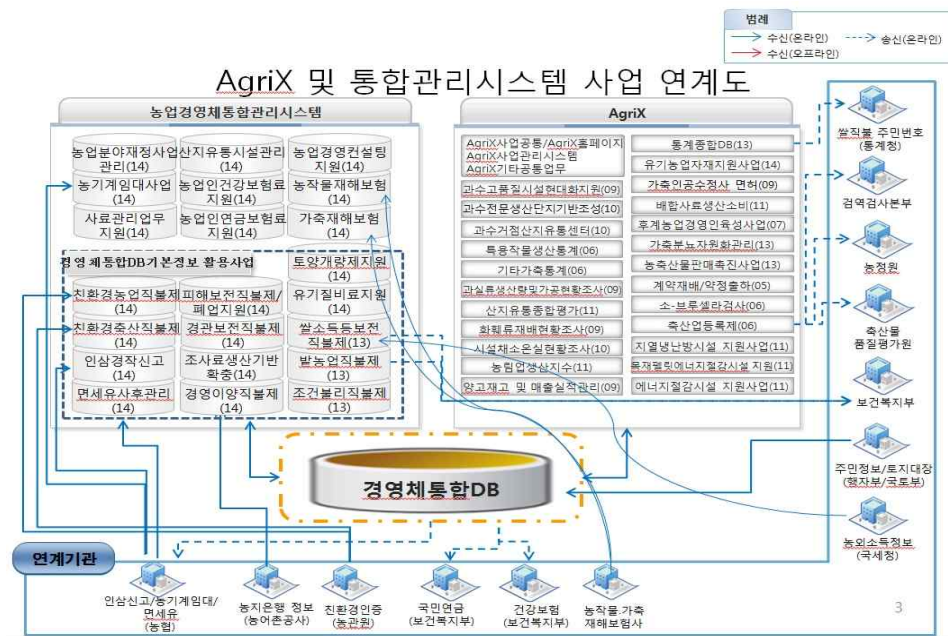 범례
수신(온라인)
송신(온라인)
수신(오프라인)
AgriX 및 통합관리시스템 사업 연계도
농업경영체통합관리시스템
농업분야재정사업
관리(14)
산지유통시설관리
(14)
농업경영컨설팅
지원(14)
농기계임대사업
(14)
농업인건강보험료
지원(14)
농작물재해보험
(14)
사료관리업무
지원(14)
농업인연금보험료
지원(14)
가축재해보험
(14)
경영체통합DB기본정보 활용사업
토양개량제지원
(14)
친환경농업직불제
(14)
피해보전직불제/
폐업지원(14)
유기질비료지원
(14)
친환경축산직불제
(14)
경관보전직불제
(14)
쌀소득등보전
직불제(13)
인삼경작신고
(14)
조사료생산기반
확충(14)
밭농업직불제
(13)
면세유사후관리
(14)
경영이양직불제
(14)
조건불리직불제
(13)
AgriX
AgriX사업공통/AgriX홈페이지
AgriX사업관리시스템
AgriX기타공통업무
과수고품질시설현대화지원(09)
과수전문생산단지기반조성(10)
과수거점산지유통센터(10)
특용작물생산통계(06)
기타가축통계(06)
과실류생산량및가공현황조사(09)
산지유통종합평가(11)
화훼류재배현황조사(09)
시설채소온실현황조사(10)
농림업생산지수(11)
양고재고 및 매출실적관리(09)
통계종합DB(13)
유기농업자재지원사업(14)
가축인공수정사 면허(09)
배합사료생산소비(11)
후계농업경영인육성사업(07)
가축분뇨자원화관리(13)
농축산물판매촉진사업(13)
계약재배/약정출하(05)
소-브루셀라검사(06)
축산업등록제(06)
지열냉난방시설 지원사업(11)
목재펠릿에너지절감시설 지원(11)
에너지절감시설 지원사업(11)
쌀직불 주민번호
(통계청)
검역검사본부
농정원
축산물
품질평가원
보건복지부
주민정보/토지대장
(행자부/국토부)
농외소득정보
(국세청)
경영체통합DB
연계기관
인삼신고/농기계임대/
면세유
(농협)
농지은행 정보
(농어촌공사)
친환경인증
(농관원)
국민연금
(보건복지부)
건강보험
(보건복지부)
농작물.가축
재해보험사
3